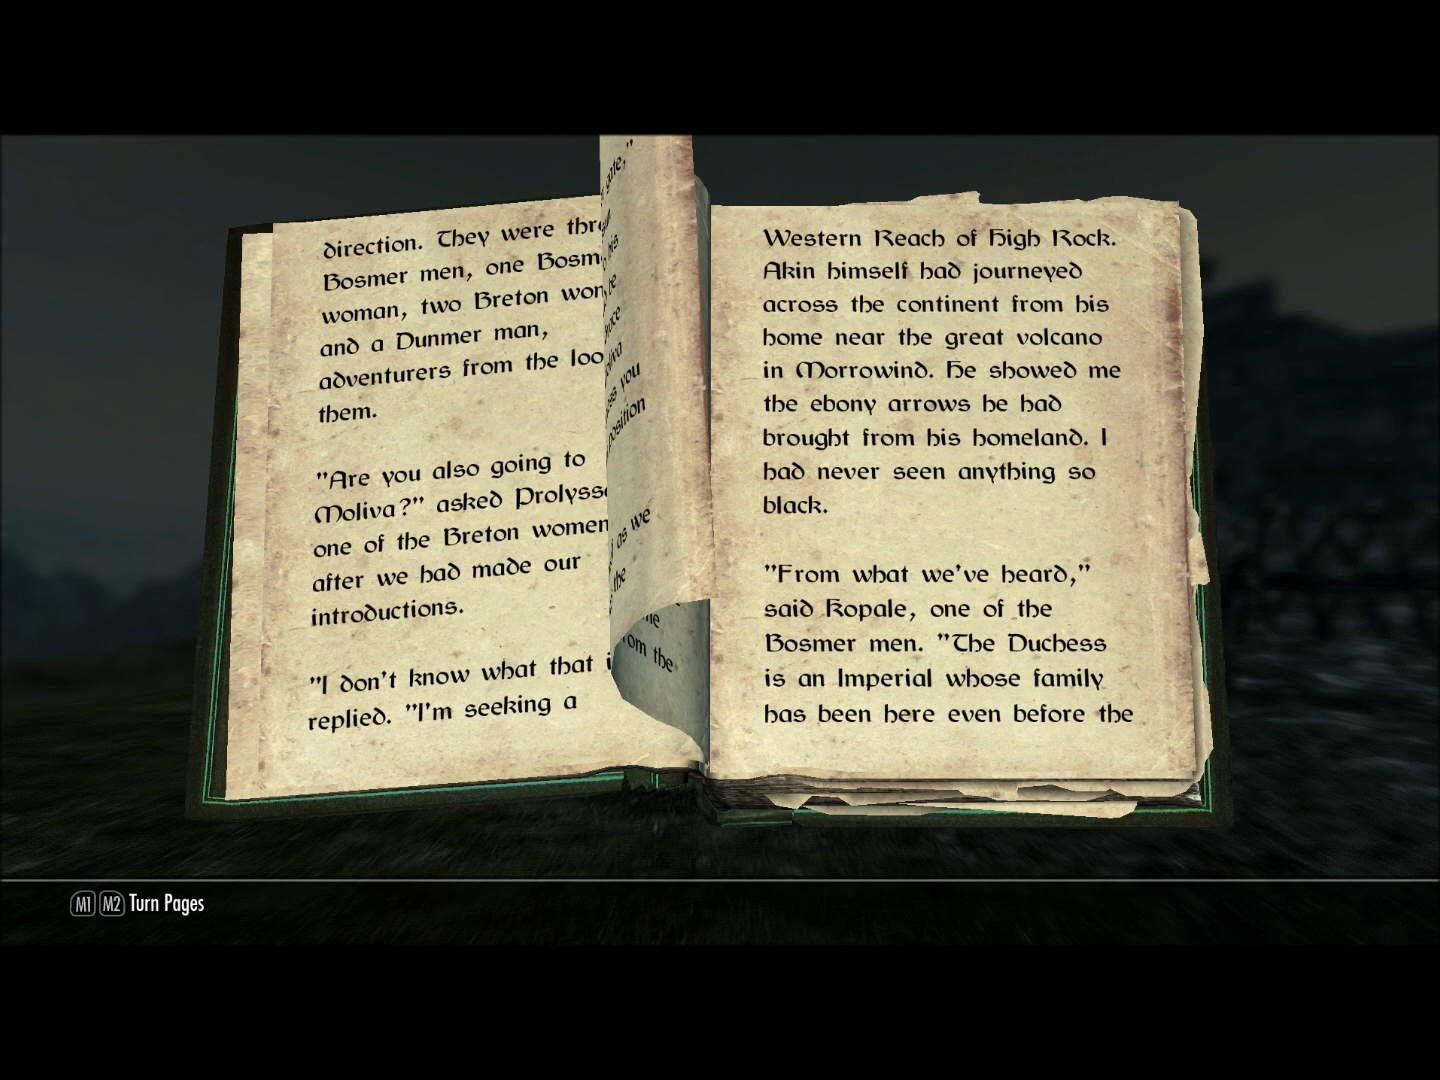 direction. They were
Bosmer men, one
woman, two Breton
and a Dunmer man,
adventurers from the
them.
"Are you also going to
Moliva?" asked
one of the Breton women
after we had made our
introductions.
"I don't know what that
replied. "I'm seeking a
you
as we
the
the
Western Reach of High Rock.
Akin himself had journeyed
across the continent from his
home near the great volcano
in Morrowind. He showed me
the ebony arrows he had
brought from his homeland. I
had never seen anything so
black.
"From what we've heard,"
said Kopale, one of the
Bosmer men. "The Duchess
is an Imperial whose family
has been here even before the
M1 M2 Turn Pages